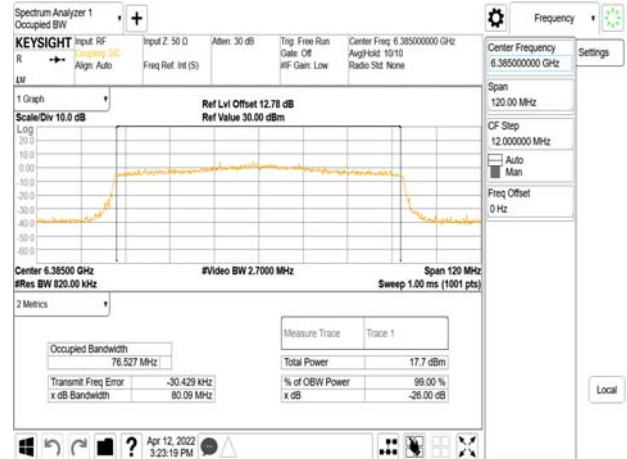 Spectrum Analyzer 1
Occupied BW
+
KEYSIGHT
Input: RF
Coupling: DC
Align: Auto
Input Z: 50 Ω
Freq Ref: Int (S)
Atten: 30 dB
Trig: Free Run
Gate: Off
#IF Gain: Low
Center Freq: 6.385000000 GHz
Avg|Hold: 10/10
Radio Std: None
R
LV
1 Graph
Scale/Div 10.0 dB
Ref Lvl Offset 12.78 dB
Ref Value 30.00 dBm
Log
20.0
10.0
0.00
-10.0
-20.0
-30.0
-40.0
-50.0
-60.0
Center 6.38500 GHz
#Res BW 820.00 kHz
#Video BW 2.7000 MHz
Span 120 MHz
Sweep 1.00 ms (1001 pts)
2 Metrics
Measure Trace Trace 1
Occupied Bandwidth
76.527 MHz
Total Power 17.7 dBm
Transmit Freq Error -30.429 kHz
% of OBW Power 99.00 %
x dB Bandwidth 80.09 MHz
x dB -26.00 dB
?
Apr 12, 2022
3:23:19 PM
Frequency
Settings
Center Frequency
6.385000000 GHz
Span
120.00 MHz
CF Step
12.000000 MHz
Auto
Man
Freq Offset
0 Hz
Local